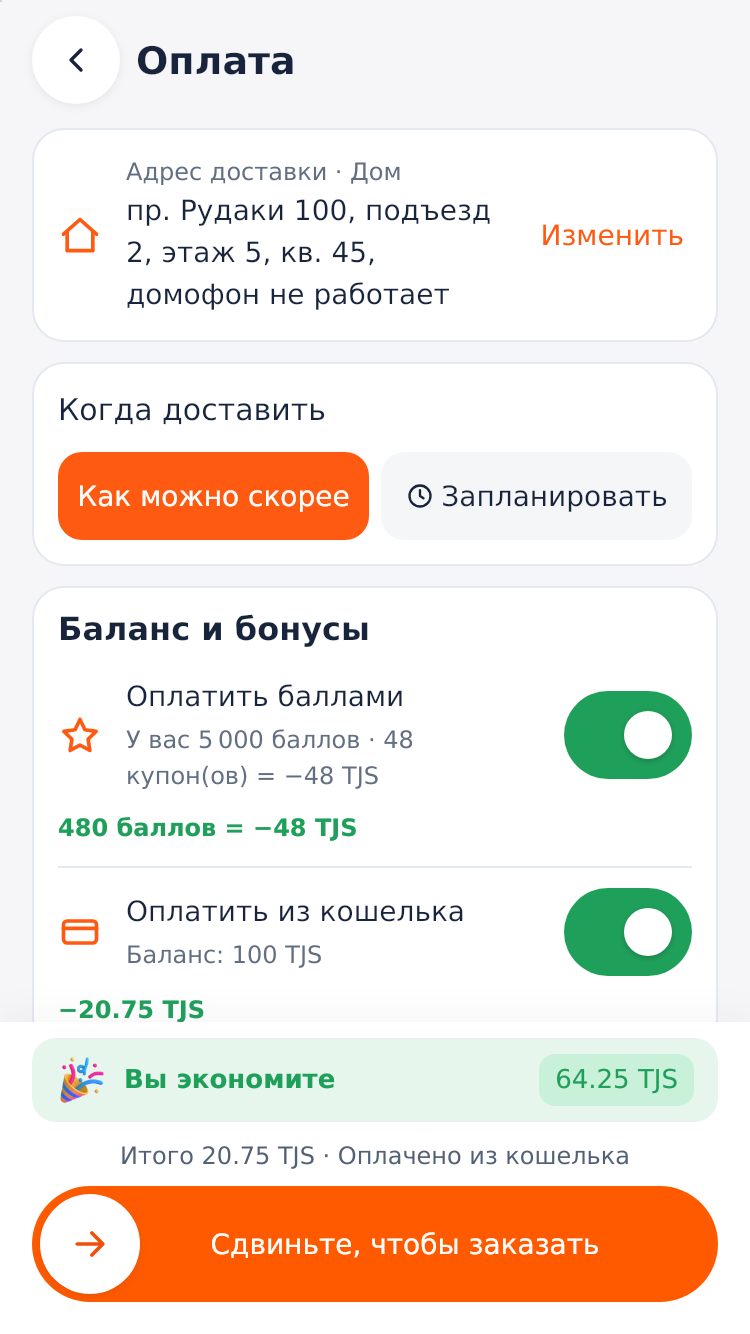 Оплата
Адрес доставки · Дом
пр. Рудаки 100, подъезд
2, этаж 5, кв. 45,
домофон не работает
Изменить
Когда доставить
Как можно скорее
Запланировать
Баланс и бонусы
Оплатить баллами
У вас 5 000 баллов · 48
купон(ов) = −48 TJS
480 баллов = −48 TJS
Оплатить из кошелька
Баланс: 100 TJS
−20.75 TJS
Вы экономите
64.25 TJS
Итого 20.75 TJS · Оплачено из кошелька
Сдвиньте, чтобы заказать